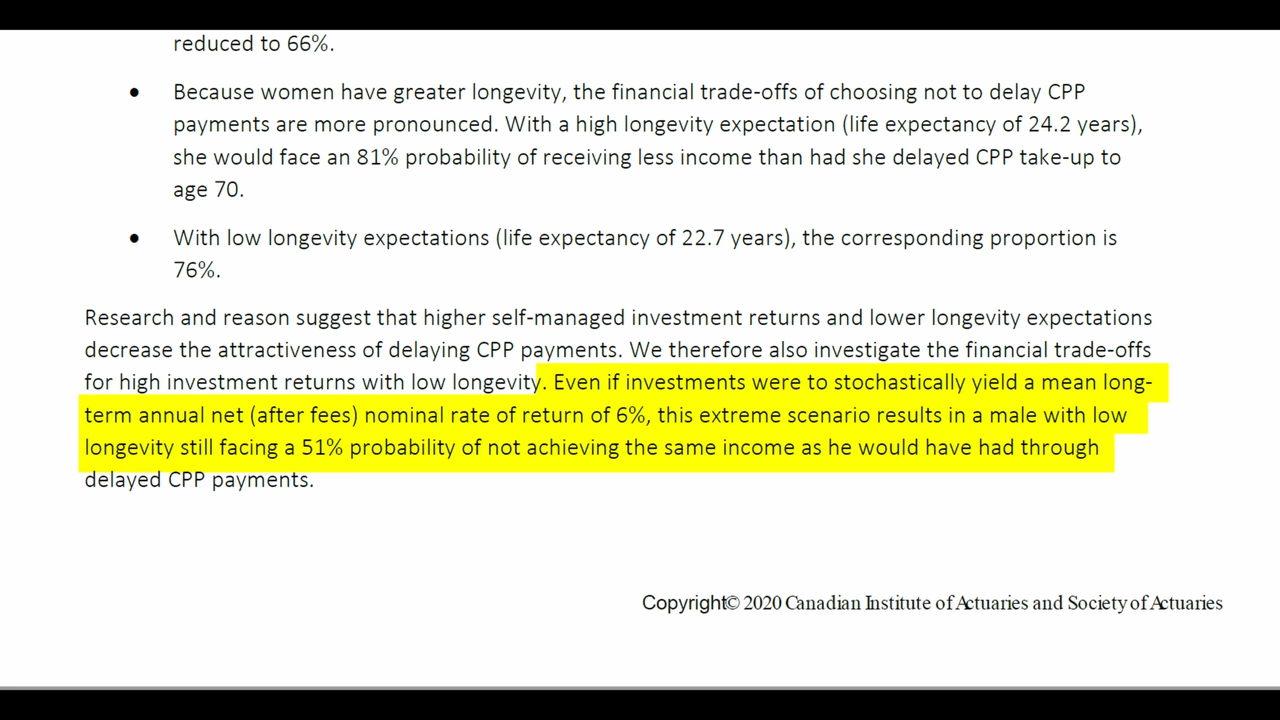 reduced to 66%.
• Because women have greater longevity, the financial trade-offs of choosing not to delay CPP
payments are more pronounced. With a high longevity expectation (life expectancy of 24.2 years),
she would face an 81% probability of receiving less income than had she delayed CPP take-up to
age 70.
• With low longevity expectations (life expectancy of 22.7 years), the corresponding proportion is
76%.
Research and reason suggest that higher self-managed investment returns and lower longevity expectations
decrease the attractiveness of delaying CPP payments. We therefore also investigate the financial trade-offs
for high investment returns with low longevity. Even if investments were to stochastically yield a mean long-
term annual net (after fees) nominal rate of return of 6%, this extreme scenario results in a male with low
longevity still facing a 51% probability of not achieving the same income as he would have had through
delayed CPP payments.
Copyright© 2020 Canadian Institute of Actuaries and Society of Actuaries